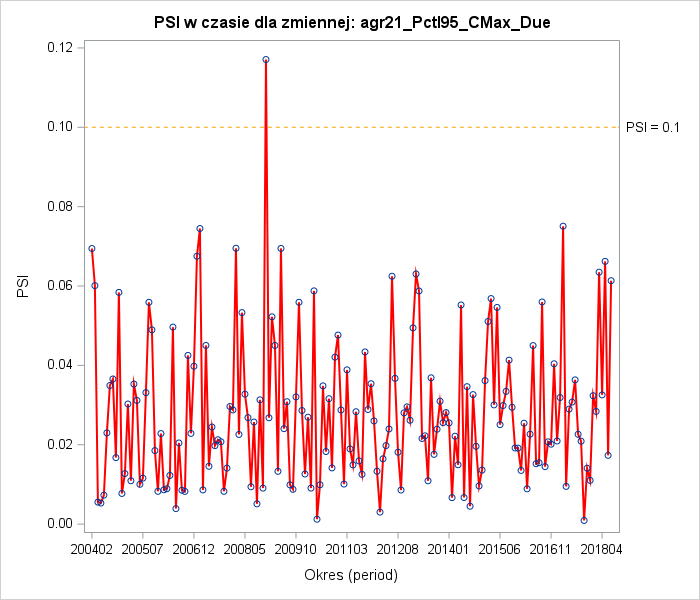 PSI w czasie dla zmiennej: agr21_Pctl95_CMax_Due
0.12
0.10
0.08
0.06
0.04
0.02
0.00
PSI
PSI = 0.1
200402 200507 200612 200805 200910 201103 201208 201401 201506 201611 201804
Okres (period)